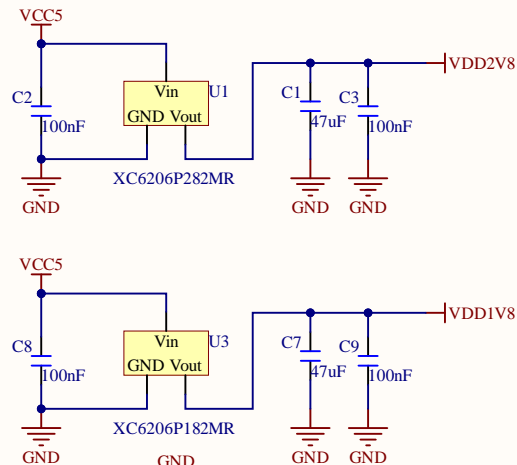 VCC5
VDD2V8
C2
100nF
Vin
GND Vout
U1
XC6206P282MR
C1
47uF
C3
100nF
GND
GND
GND
VCC5
VDD1V8
C8
100nF
Vin
GND Vout
U3
XC6206P182MR
C7
47uF
C9
100nF
GND
GND
GND
GND